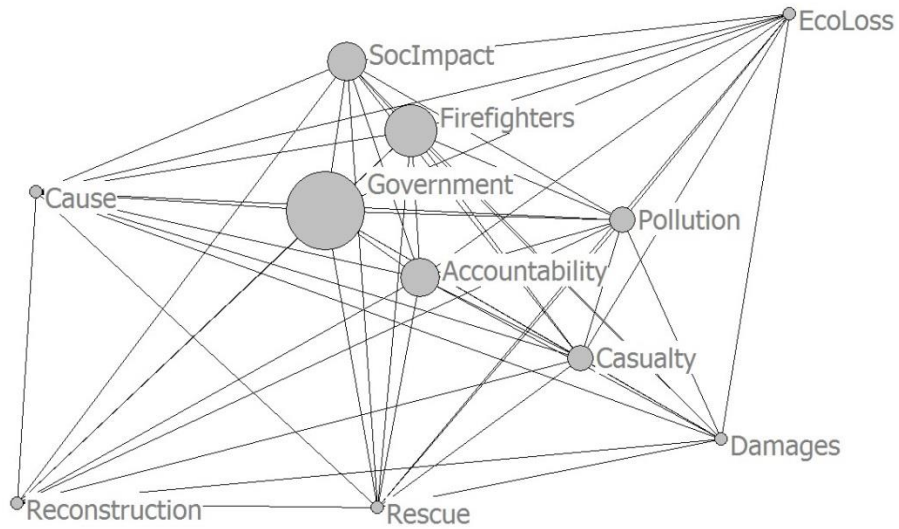 EcoLoss
SocImpact
Firefighters
Government
Cause
Pollution
Accountability
Casualty
Damages
Reconstruction
Rescue